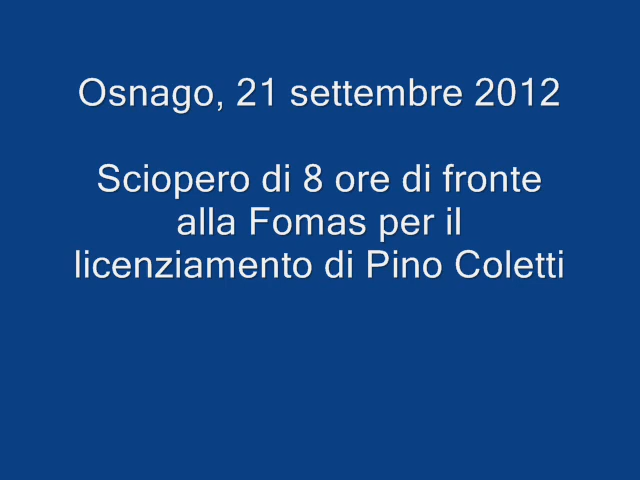 Osnago, 21 settembre 2012
Sciopero di 8 ore di fronte
alla Fomas per il
licenziamento di Pino Coletti